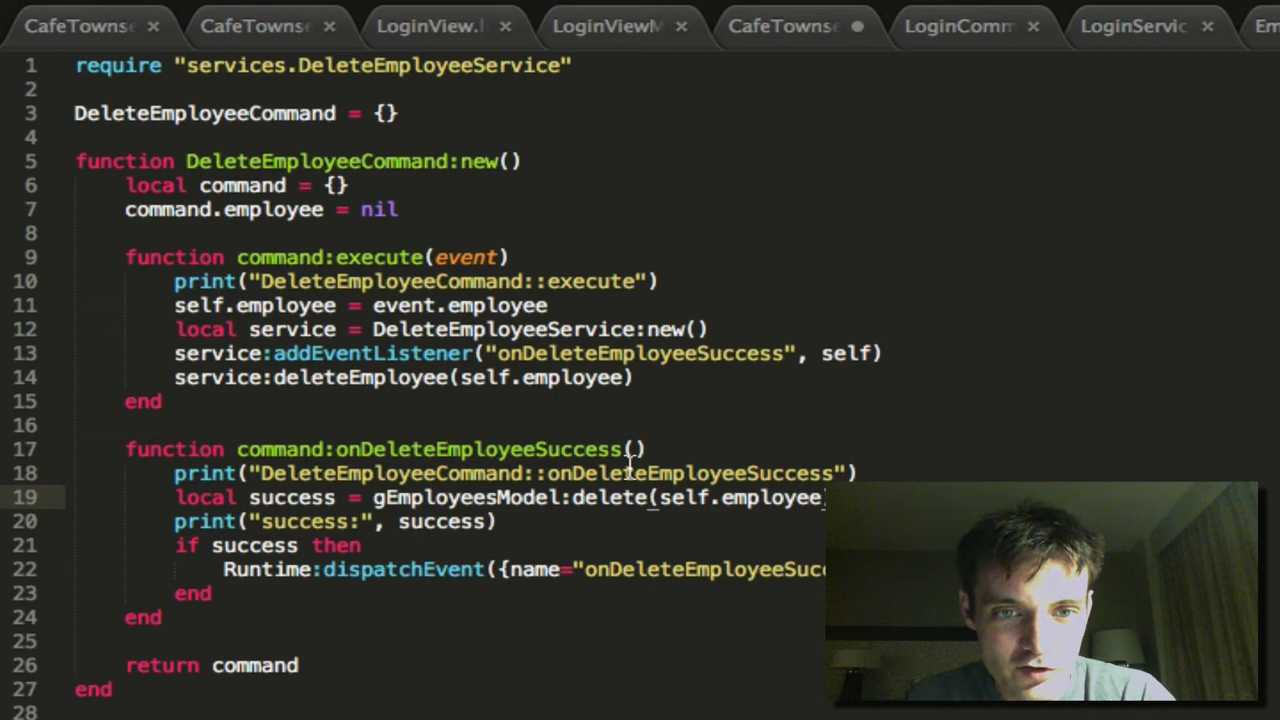 CafeTownse × CafeTownse × LoginView.l × LoginViewM × CafeTownse LoginComm × LoginServic × Em
1 require "services.DeleteEmployeeService"
2
3 DeleteEmployeeCommand = {}
4
5 function DeleteEmployeeCommand:new()
6 local command = {}
7 command.employee = nil
8
9 function command:execute(event)
10 print("DeleteEmployeeCommand::execute")
11 self.employee = event.employee
12 local service = DeleteEmployeeService:new()
13 service:addEventListener("onDeleteEmployeeSuccess", self)
14 service:deleteEmployee(self.employee)
15 end
16
17 function command:onDeleteEmployeeSuccess()
18 print("DeleteEmployeeCommand::onDeleteEmployeeSuccess")
19 local success = gEmployeesModel:delete(self.employee)
20 print("success:", success)
21 if success then
22 Runtime:dispatchEvent({name="onDeleteEmployeeSucc
23 end
24 end
25
26 return command
27 end
28